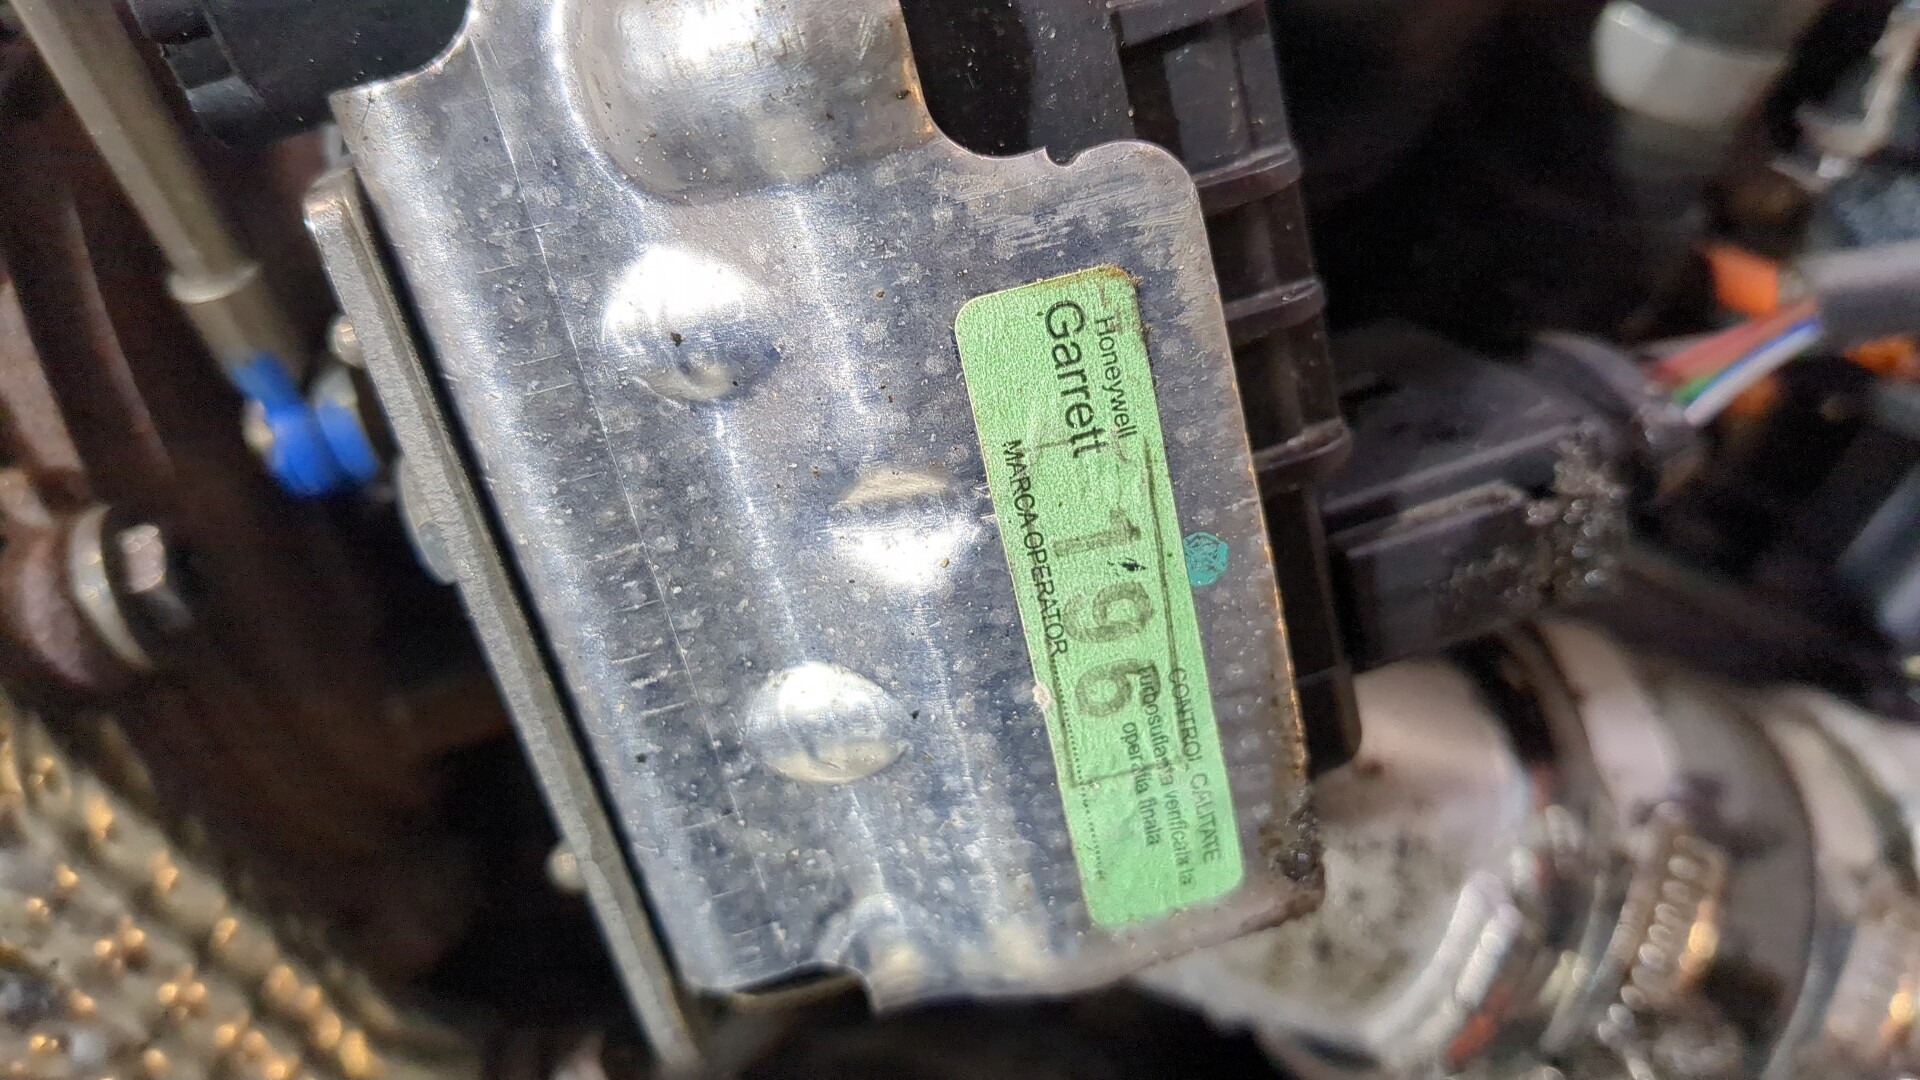 Honeywell
Garrett
196
MARCA OPERATOR
CONTROL CALITATE
Turbosuflanta verificata la
operatia finala